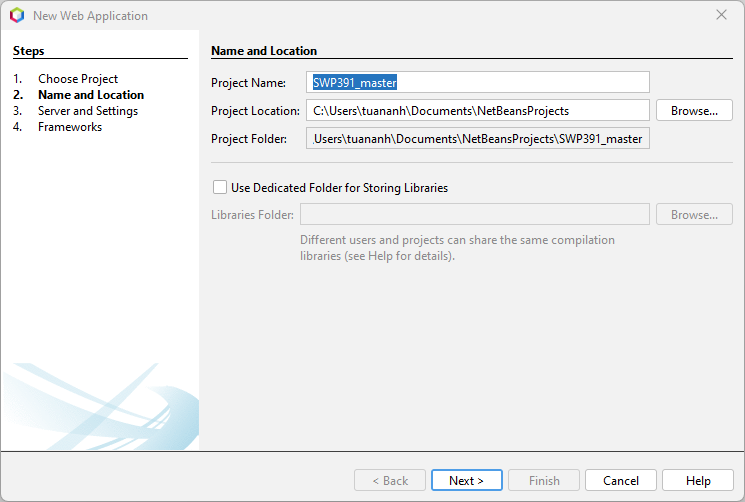 New Web Application
Steps
1. Choose Project
2. Name and Location
3. Server and Settings
4. Frameworks
Name and Location
Project Name: SWP391_master
Project Location: C:\Users\tuananh\Documents\NetBeansProjects Browse...
Project Folder: .Users\tuananh\Documents\NetBeansProjects\SWP391_master
Use Dedicated Folder for Storing Libraries
Libraries Folder: Browse...
Different users and projects can share the same compilation
libraries (see Help for details).
< Back Next > Finish Cancel Help